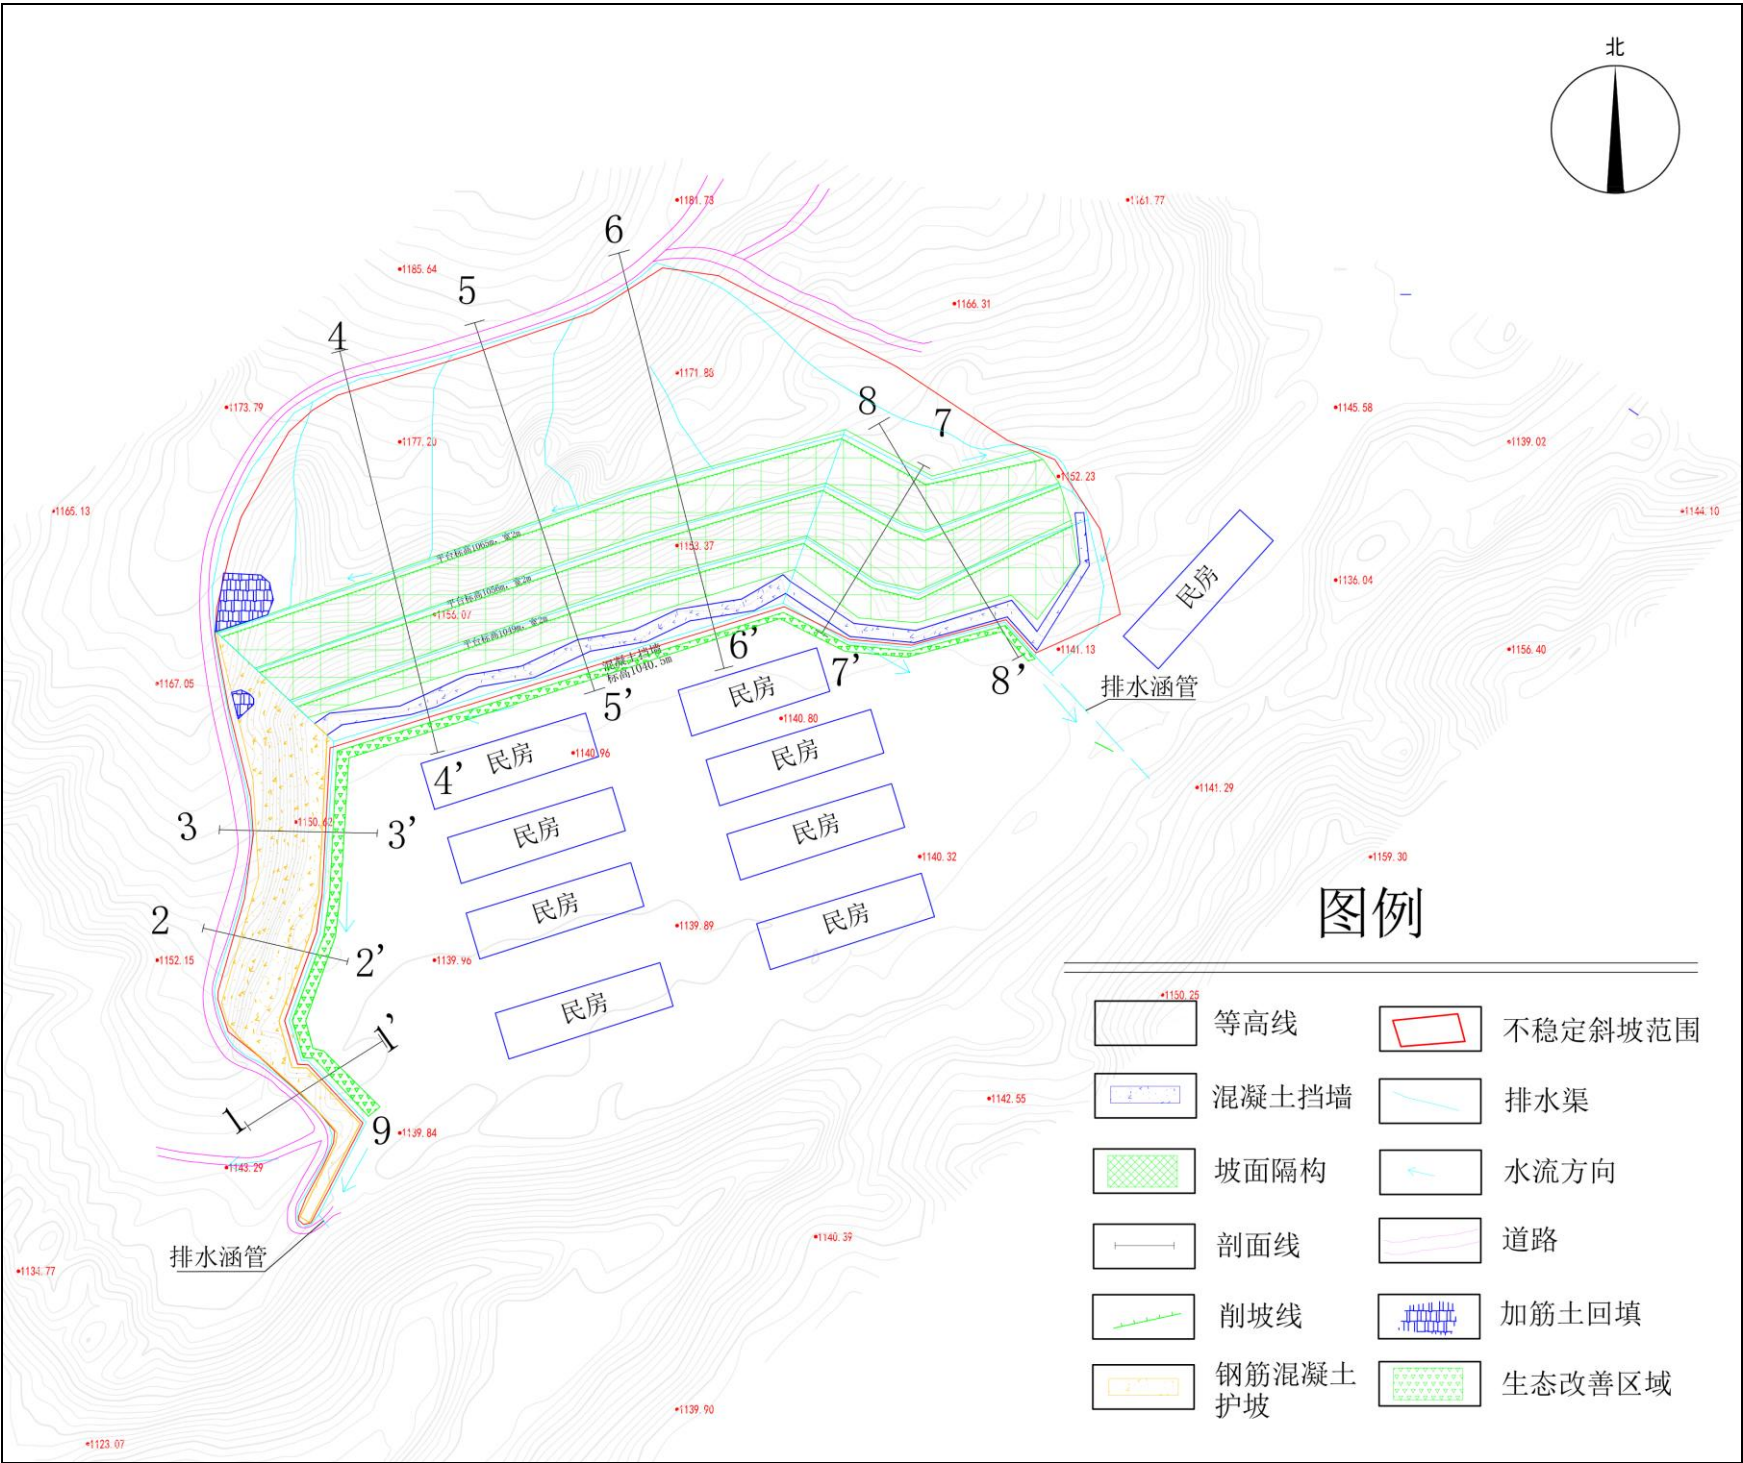 北
•1181.73
•1161.77
6
•1185.64
5
•1166.31
4
•1171.86
8
7
•1173.79
•1177.20
•1145.58
•1139.02
•1152.23
•1165.13
•1144.10
平台标高1065m, 宽2m
•1153.37
平台标高1056m, 宽2m
•1136.04
民房
•1156.07
平台标高1049m, 宽2m
混凝土挡墙
标高1040.5m
6'
7'
8'
•1141.13
•1156.40
•1167.05
排水涵管
民房
5'
•1140.80
民房
•1140.96
4'
民房
•1141.29
3
•1150.62
3'
民房
民房
•1140.32
•1159.30
2
2'
民房
民房
•1139.89
•1152.15
•1139.96
民房
1'
1
9
•1139.84
•1143.29
•1142.55
•1150.25
排水涵管
•1140.39
•1134.77
•1139.90
•1123.07
图例
等高线
不稳定斜坡范围
混凝土挡墙
排水渠
坡面隔构
水流方向
剖面线
道路
削坡线
加筋土回填
钢筋混凝土
护坡
生态改善区域